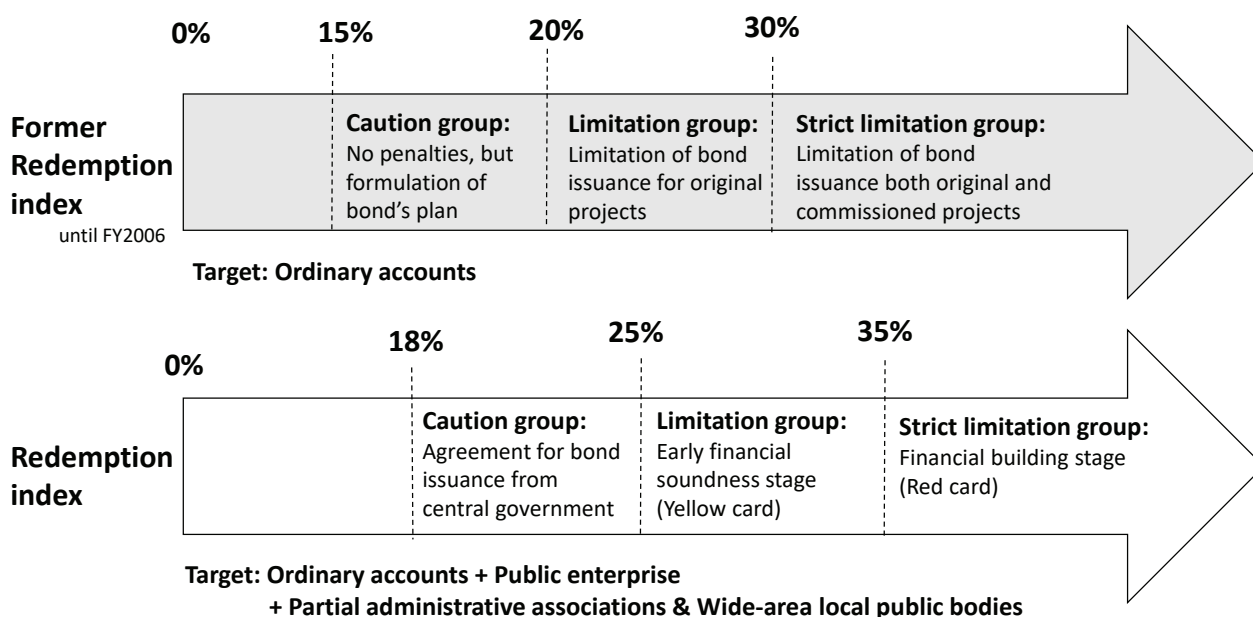 0% 15% 20% 30%
Former
Redemption
index
until FY2006
Caution group:
No penalties, but
formulation of
bond's plan
Limitation group:
Limitation of bond
issuance for original
projects
Strict limitation group:
Limitation of bond
issuance both original and
commissioned projects
Target: Ordinary accounts
0% 18% 25% 35%
Redemption
index
Caution group:
Agreement for bond
issuance from
central government
Limitation group:
Early financial
soundness stage
(Yellow card)
Strict limitation group:
Financial building stage
(Red card)
Target: Ordinary accounts + Public enterprise
+ Partial administrative associations & Wide-area local public bodies